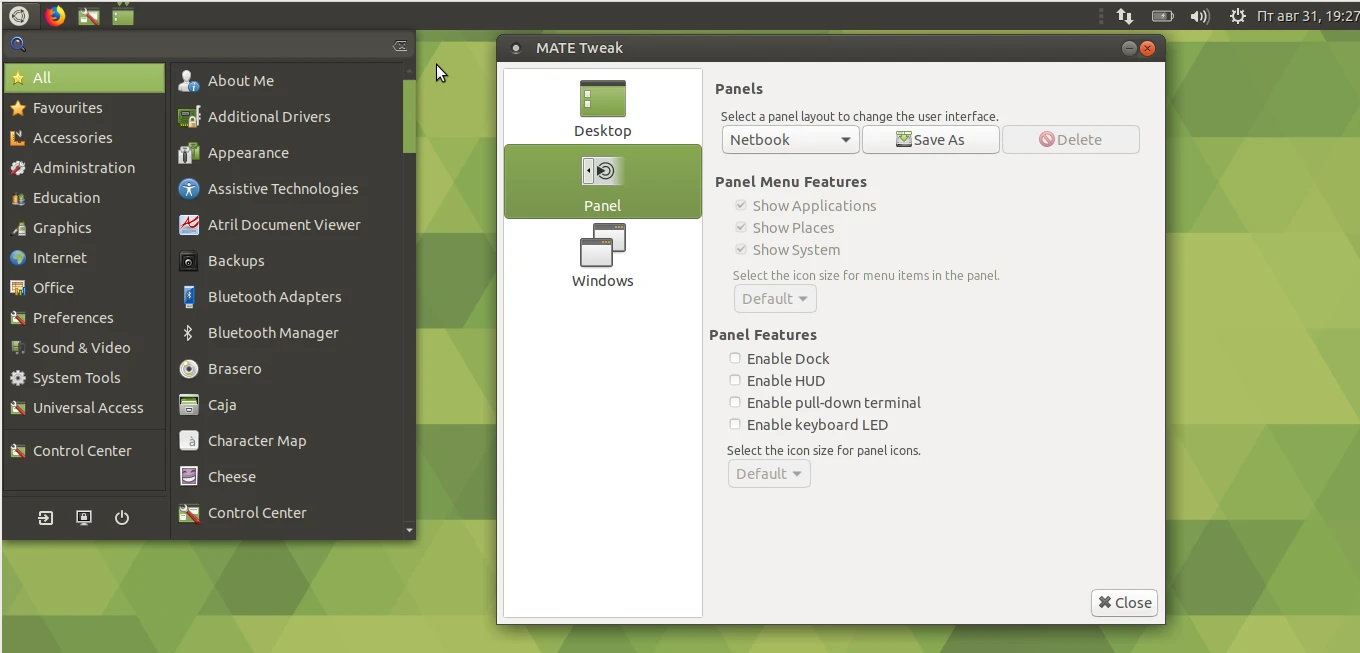 Пт авг 31, 19:27
All
Favourites
Accessories
Administration
Education
Graphics
Internet
Office
Preferences
Sound & Video
System Tools
Universal Access
Control Center
About Me
Additional Drivers
Appearance
Assistive Technologies
Atril Document Viewer
Backups
Bluetooth Adapters
Bluetooth Manager
Brasero
Caja
Character Map
Cheese
Control Center
MATE Tweak
Desktop
Panel
Windows
Panels
Select a panel layout to change the user interface.
Netbook Save As Delete
Panel Menu Features
Show Applications
Show Places
Show System
Select the icon size for menu items in the panel.
Default
Panel Features
Enable Dock
Enable HUD
Enable pull-down terminal
Enable keyboard LED
Select the icon size for panel icons.
Default
Close